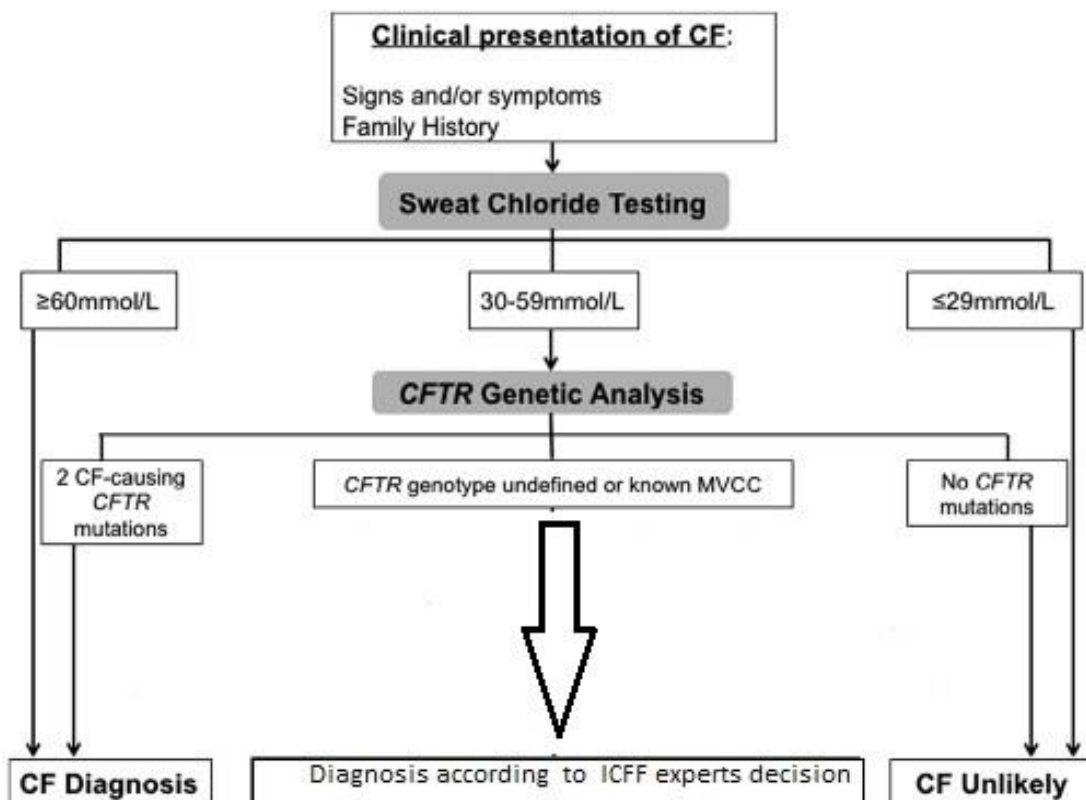 Clinical presentation of CF:
Signs and/or symptoms
Family History
Sweat Chloride Testing
≥60mmol/L
30-59mmol/L
≤29mmol/L
CFTR Genetic Analysis
2 CF-causing
CFTR
mutations
CFTR genotype undefined or known MVCC
No CFTR
mutations
CF Diagnosis
Diagnosis according to ICFF experts decision
CF Unlikely